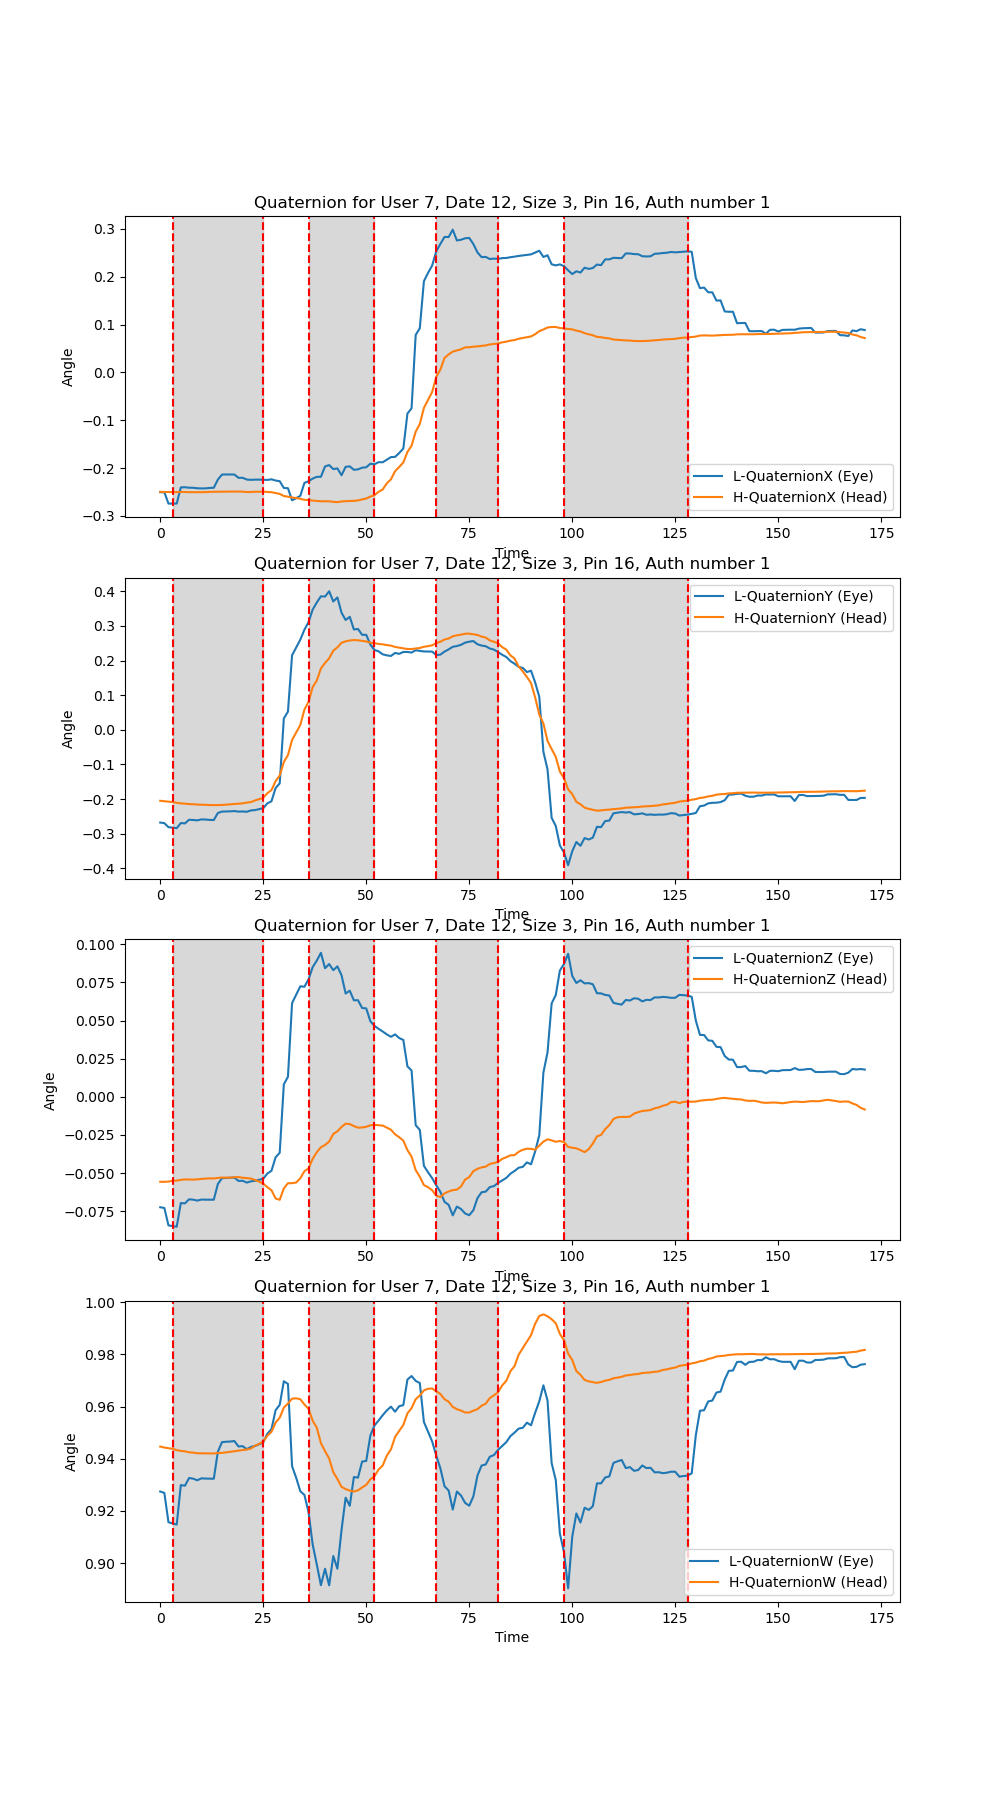 Quaternion for User 7, Date 12, Size 3, Pin 16, Auth number 1
0.3
0.2
0.1
0.0
−0.1
−0.2
−0.3
Angle
L-QuaternionX (Eye)
H-QuaternionX (Head)
0 25 50 75 100 125 150 175
Time
Quaternion for User 7, Date 12, Size 3, Pin 16, Auth number 1
0.4
0.3
0.2
0.1
0.0
−0.1
−0.2
−0.3
−0.4
Angle
L-QuaternionY (Eye)
H-QuaternionY (Head)
0 25 50 75 100 125 150 175
Time
Quaternion for User 7, Date 12, Size 3, Pin 16, Auth number 1
0.100
0.075
0.050
0.025
0.000
−0.025
−0.050
−0.075
Angle
L-QuaternionZ (Eye)
H-QuaternionZ (Head)
0 25 50 75 100 125 150 175
Time
Quaternion for User 7, Date 12, Size 3, Pin 16, Auth number 1
1.00
0.98
0.96
0.94
0.92
0.90
Angle
L-QuaternionW (Eye)
H-QuaternionW (Head)
0 25 50 75 100 125 150 175
Time